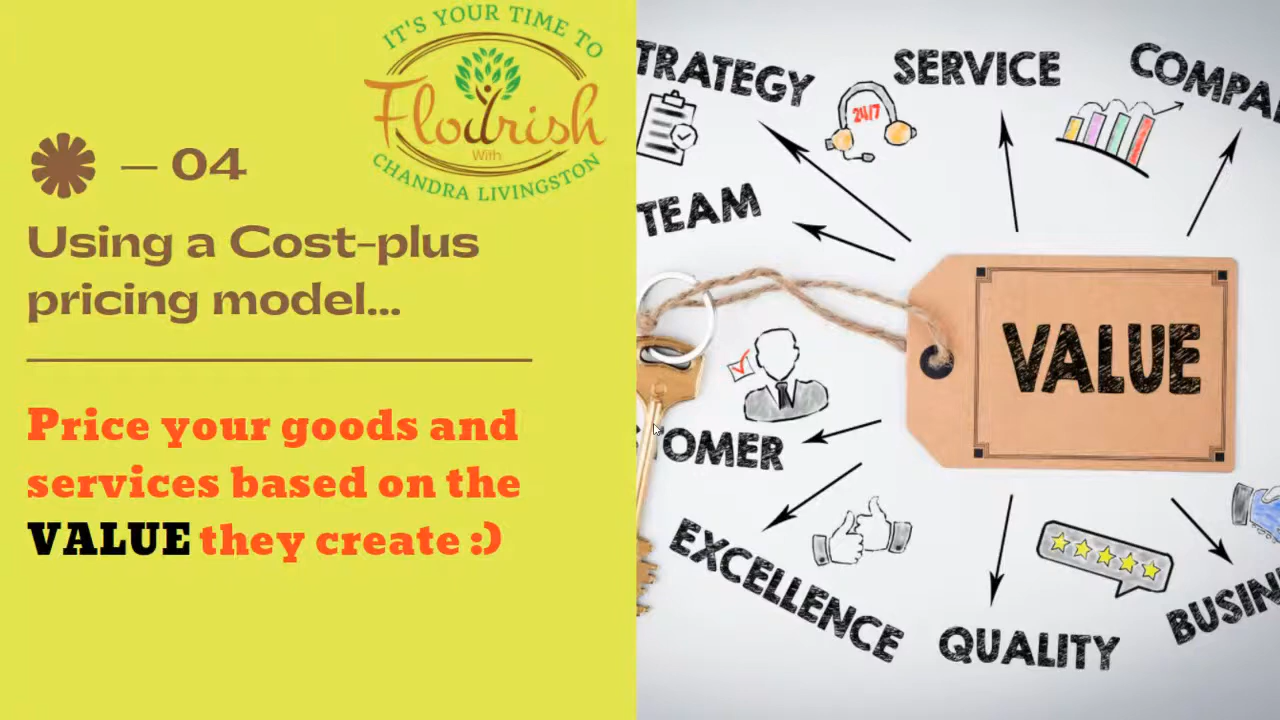 IT'S YOUR TIME TO
Flourish
With
CHANDRA LIVINGSTON
— 04
Using a Cost-plus
pricing model...
Price your goods and
services based on the
VALUE they create :)
TRATEGY
SERVICE
COMPA
24/7
TEAM
VALUE
OMER
EXCELLENCE
QUALITY
BUSIN